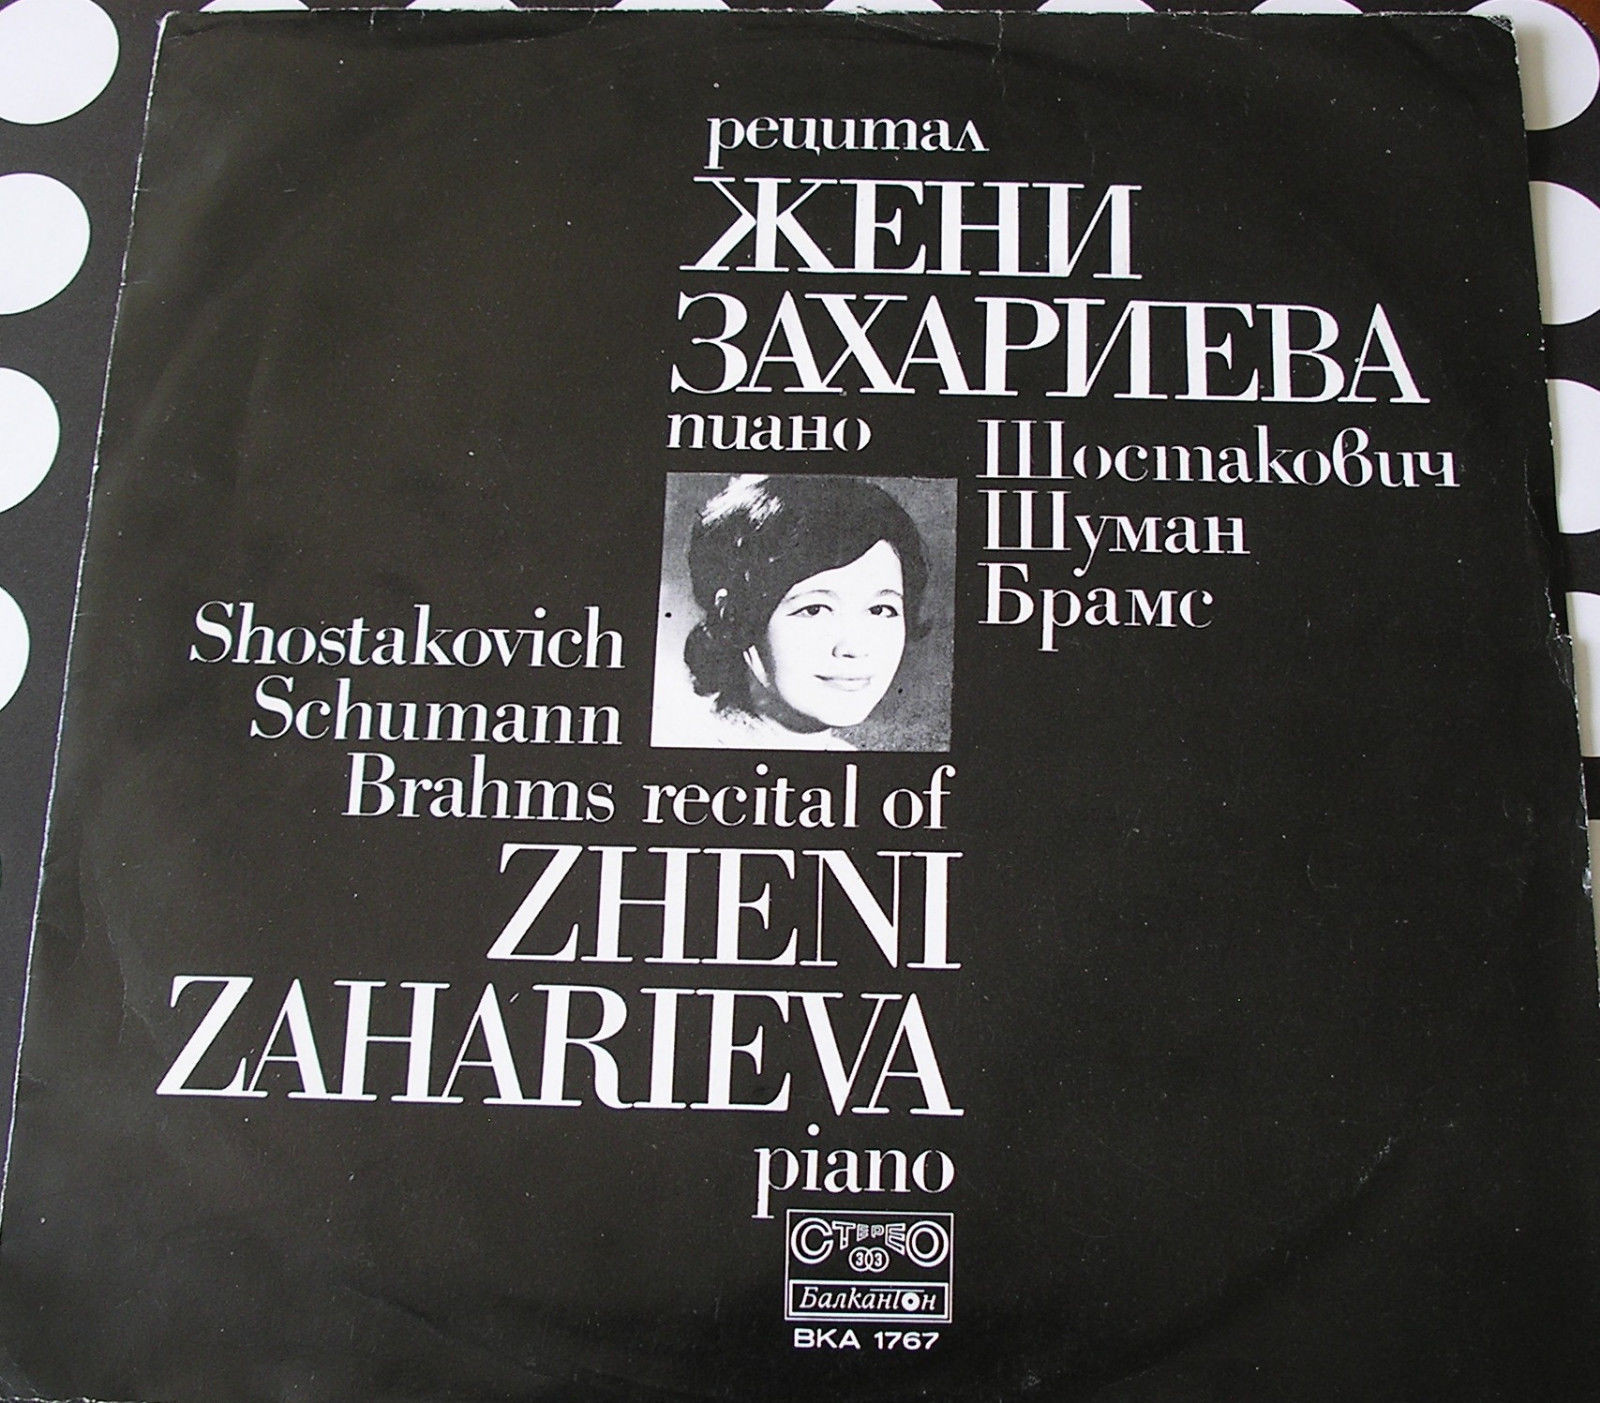 рецитал
ЖЕНИ
ЗАХАРИЕВА
пиано
Шостакович
Шуман
Брамс
Shostakovich
Schumann
Brahms recital of
ZHENI
ZAHARIEVA
piano
СТЕРЕО
33
Балкантон
ВКА 1767